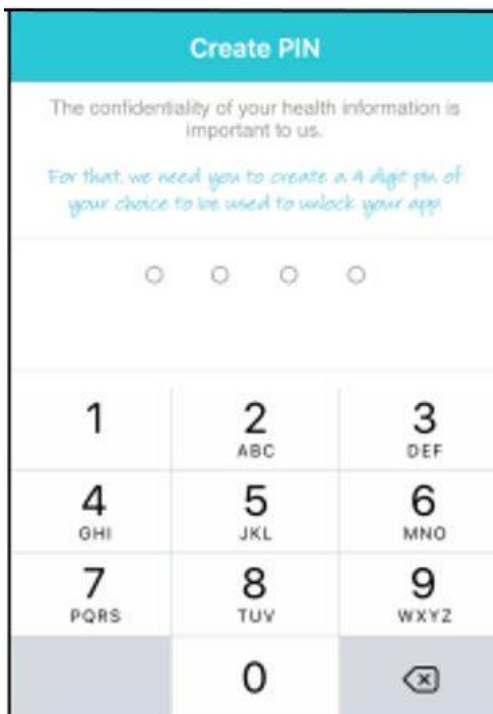 Create PIN
The confidentiality of your health information is
important to us.
For that, we need you to create a 4 digit pin of
your choice to be used to unlock your app.
1
2
3
ABC
DEF
4
5
6
GHI
JKL
MNO
7
8
9
PQRS
TUV
WXYZ
0